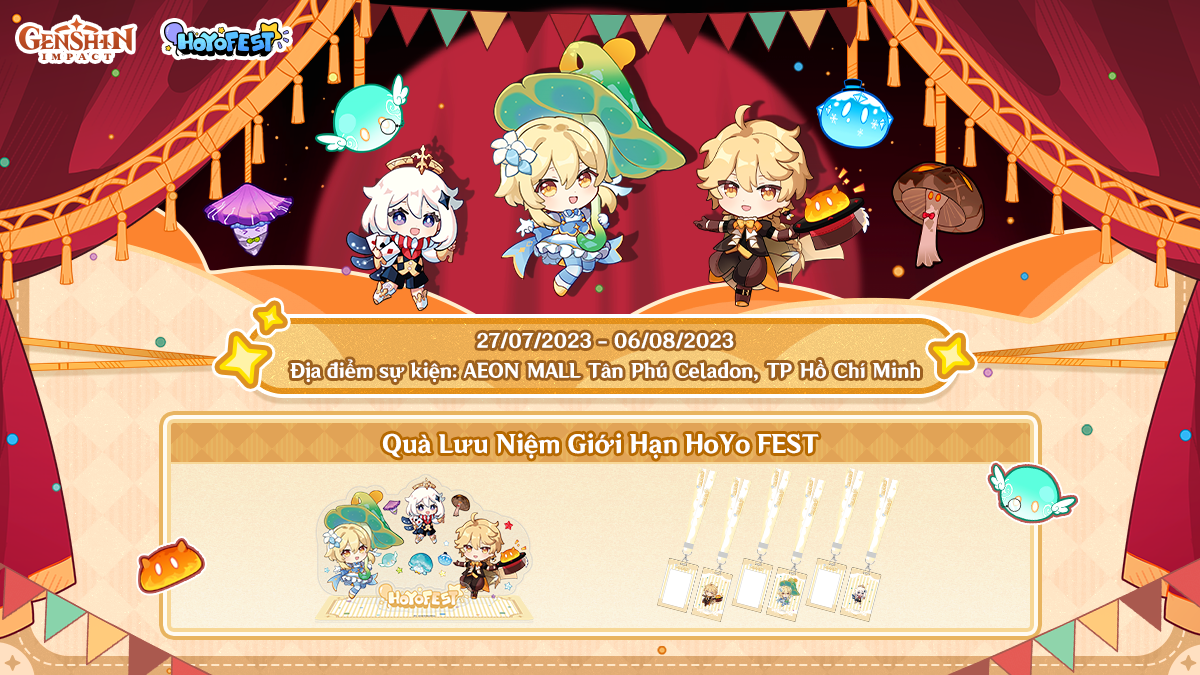 GENSHIN
IMPACT
HoYoFEST
27/07/2023 - 06/08/2023
Địa điểm sự kiện: AEON MALL Tân Phú Celadon, TP Hồ Chí Minh
Quà Lưu Niệm Giới Hạn HoYo FEST
HoYoFEST